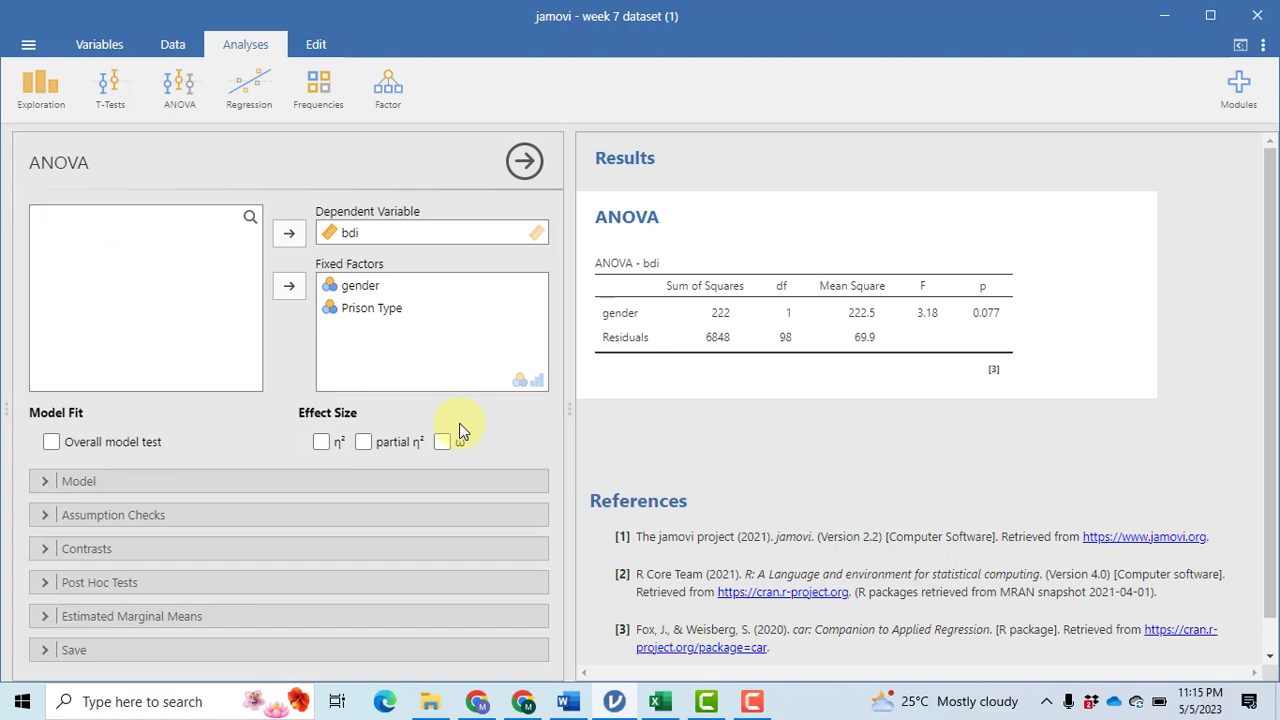 jamovi - week 7 dataset (1)
Variables
Data
Analyses
Edit
Exploration
T-Tests
ANOVA
Regression
Frequencies
Factor
Modules
ANOVA
Dependent Variable
bdi
Fixed Factors
gender
Prison Type
Model Fit
Overall model test
Effect Size
η²
partial η²
Model
Assumption Checks
Contrasts
Post Hoc Tests
Estimated Marginal Means
Save
Results
ANOVA
ANOVA - bdi
Sum of Squares df Mean Square F p
gender 222 1 222.5 3.18 0.077
Residuals 6848 98 69.9
[3]
References
[1] The jamovi project (2021). jamovi. (Version 2.2) [Computer Software]. Retrieved from https://www.jamovi.org.
[2] R Core Team (2021). R: A Language and environment for statistical computing. (Version 4.0) [Computer software].
Retrieved from https://cran.r-project.org. (R packages retrieved from MRAN snapshot 2021-04-01).
[3] Fox, J., & Weisberg, S. (2020). car: Companion to Applied Regression. [R package]. Retrieved from https://cran.r-
project.org/package=car.
Type here to search
25°C Mostly cloudy
11:15 PM
5/5/2023